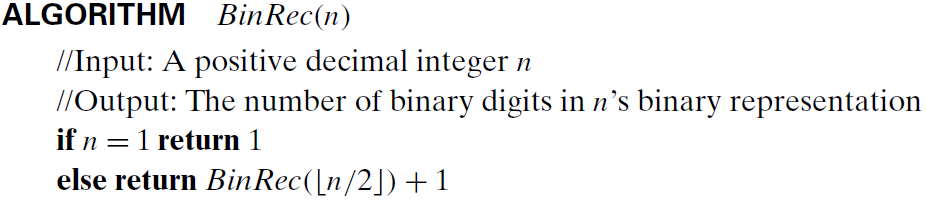 ALGORITHM BinRec(n)
//Input: A positive decimal integer n
//Output: The number of binary digits in n’s binary representation
if n = 1 return 1
else return BinRec(⌊n/2⌋) + 1